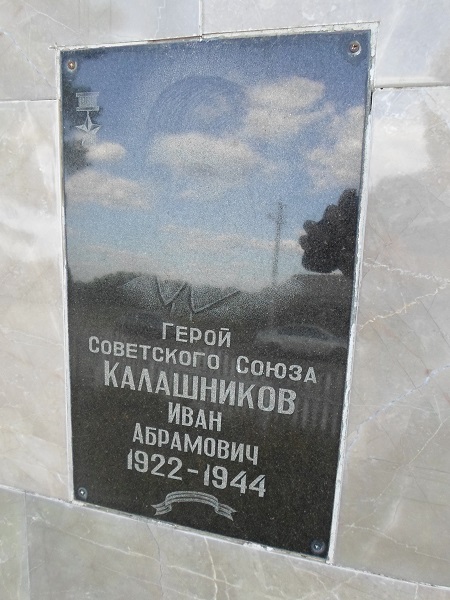 ГЕРОЙ
СОВЕТСКОГО СОЮЗА
КАЛАШНИКОВ
ИВАН
АБРАМОВИЧ
1922-1944